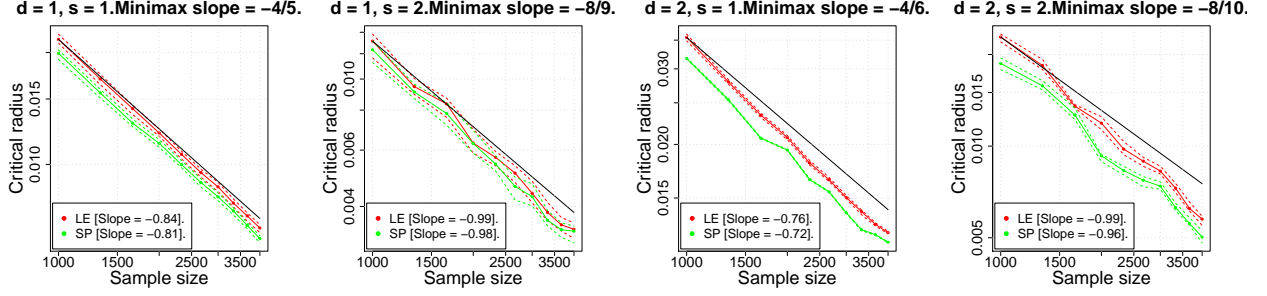 d = 1, s = 1.Minimax slope = −4/5.
Critical radius
0.015
0.010
LE [Slope = −0.84].
SP [Slope = −0.81].
1000
1500
2500
3500
Sample size
d = 1, s = 2.Minimax slope = −8/9.
Critical radius
0.010
0.006
0.004
LE [Slope = −0.99].
SP [Slope = −0.98].
1000
1500
2500
3500
Sample size
d = 2, s = 1.Minimax slope = −4/6.
Critical radius
0.030
0.020
0.015
LE [Slope = −0.76].
SP [Slope = −0.72].
1000
1500
2500
3500
Sample size
d = 2, s = 2.Minimax slope = −8/10.
Critical radius
0.015
0.010
0.005
LE [Slope = −0.99].
SP [Slope = −0.96].
1000
1500
2500
3500
Sample size